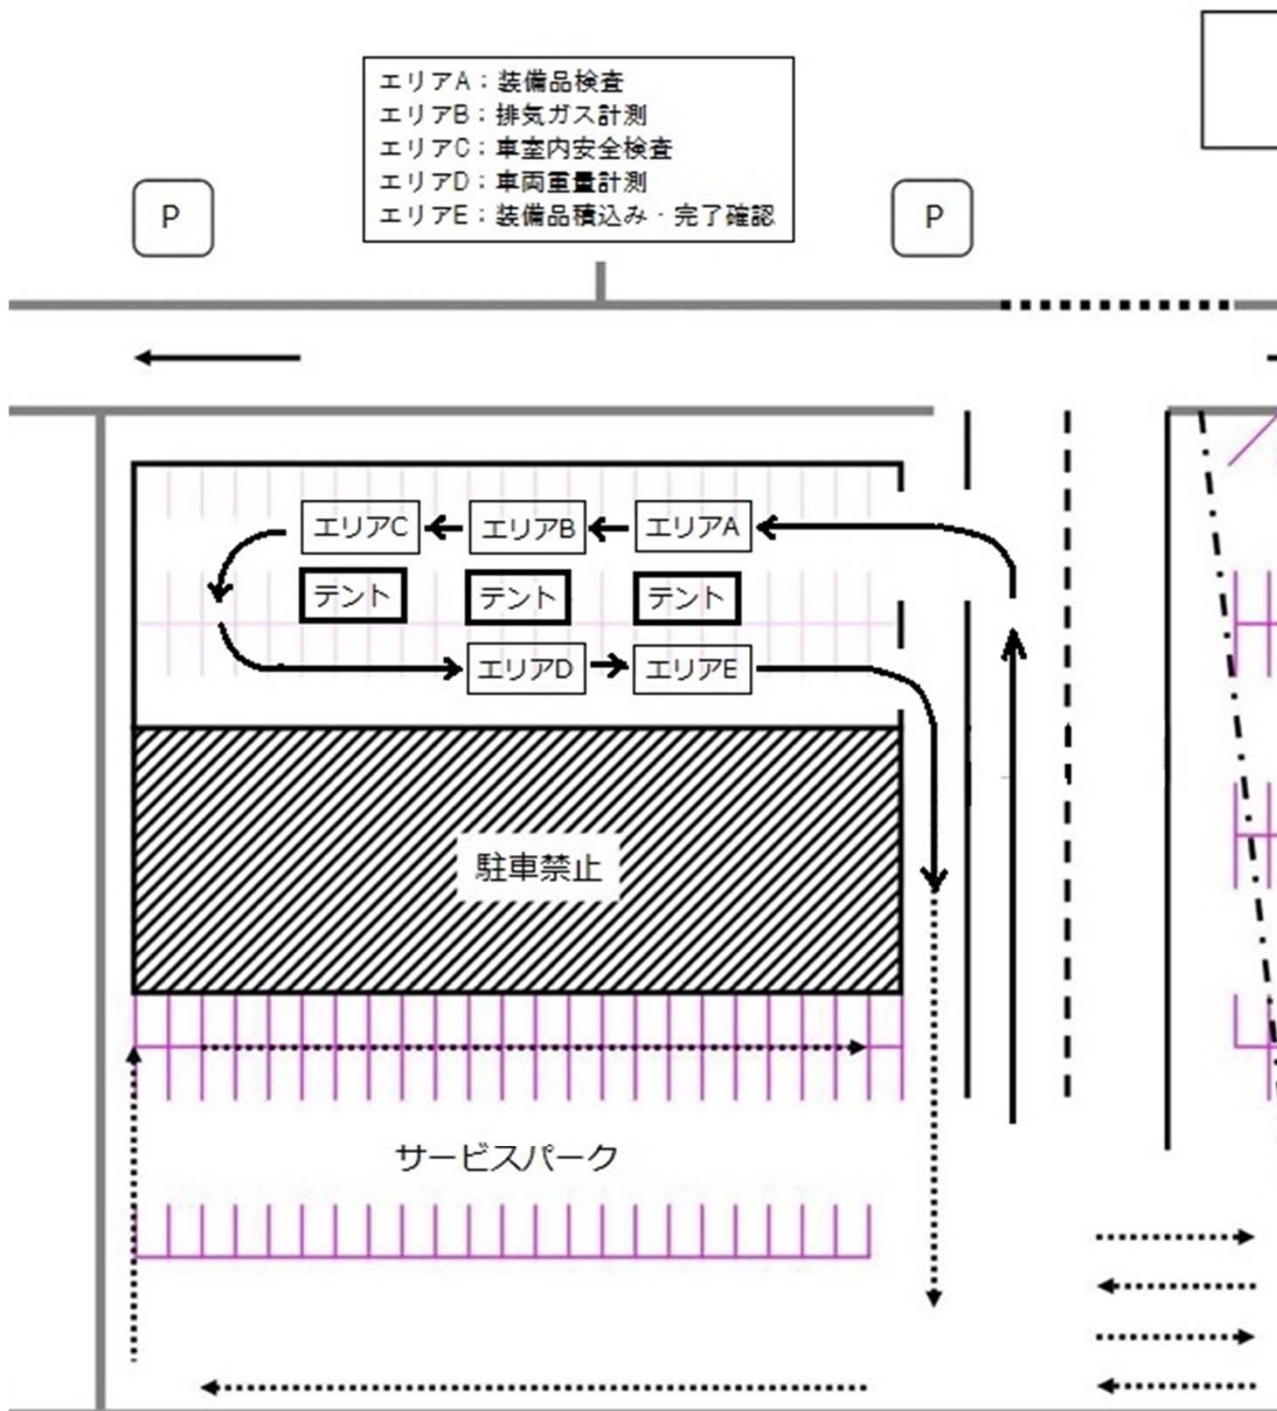 エリアA：装備品検査
エリアB：排気ガス計測
エリアC：車室内安全検査
エリアD：車両重量計測
エリアE：装備品積込み・完了確認
P
P
エリアC
エリアB
エリアA
テント
テント
テント
エリアD
エリアE
駐車禁止
サービスパーク